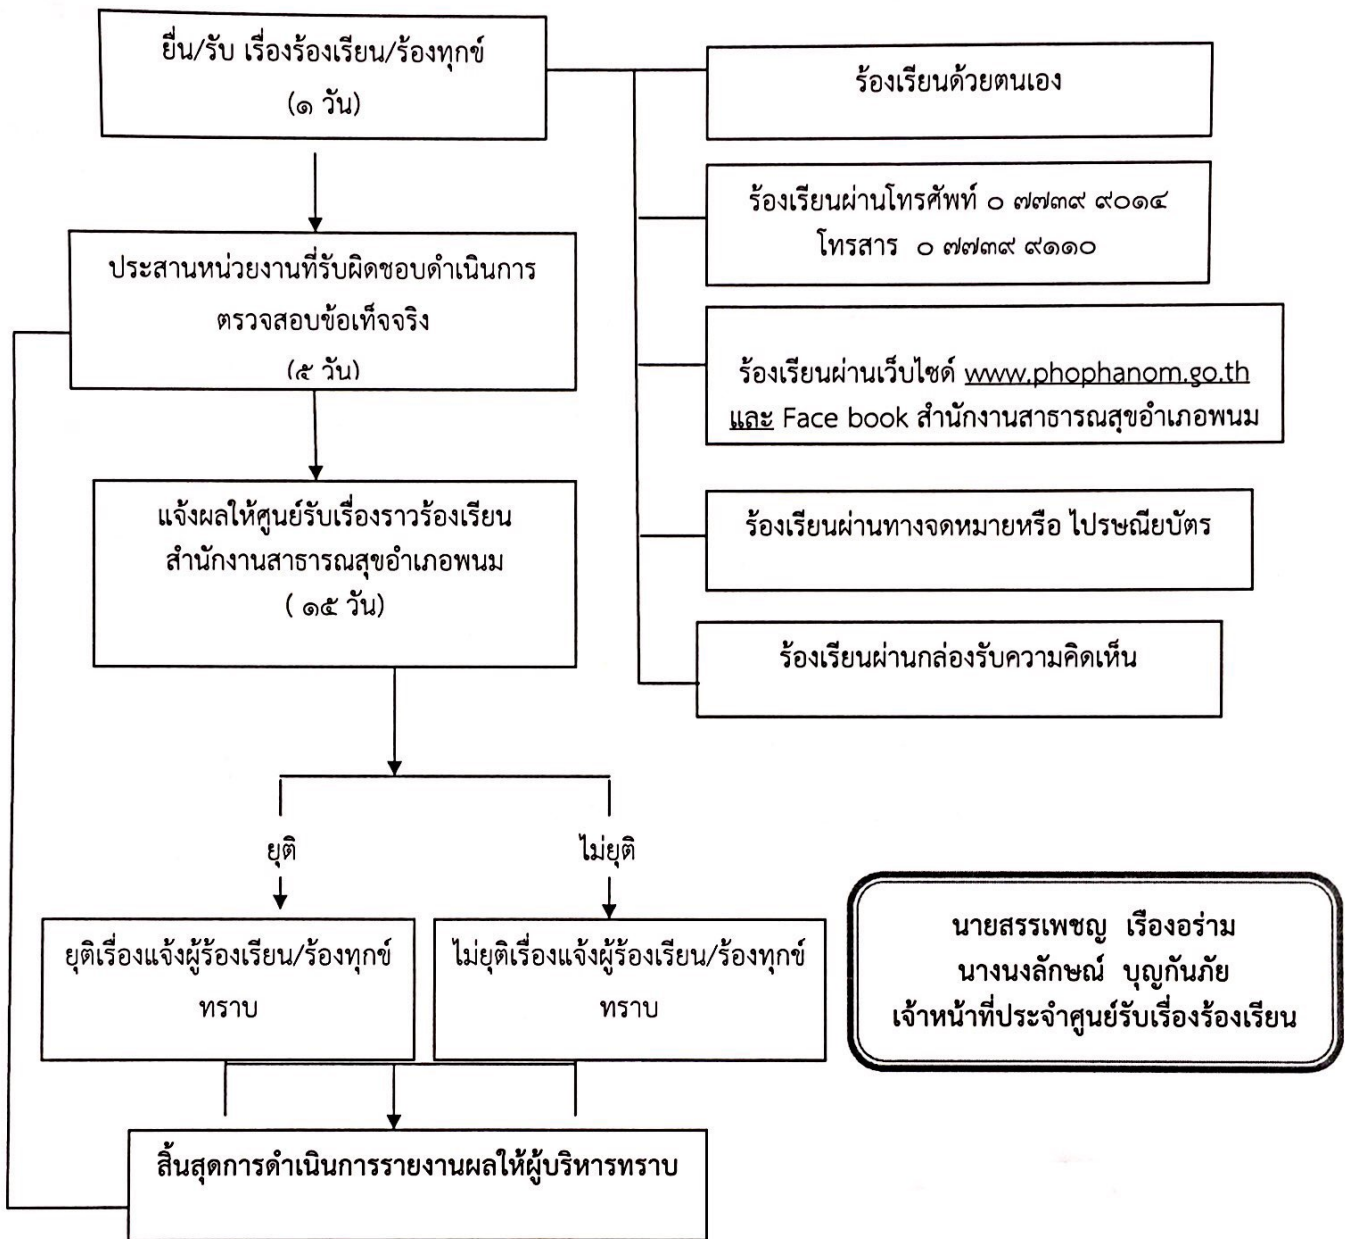 ยื่น/รับ เรื่องร้องเรียน/ร้องทุกข์
(๑ วัน)
ร้องเรียนด้วยตนเอง
ร้องเรียนผ่านโทรศัพท์ ๐ ๗๗๓๙ ๙๐๑๔
โทรสาร ๐ ๗๗๓๙ ๙๑๑๐
ประสานหน่วยงานที่รับผิดชอบดำเนินการ
ตรวจสอบข้อเท็จจริง
(๕ วัน)
ร้องเรียนผ่านเว็บไซด์ www.phophanom.go.th
และ Face book สำนักงานสาธารณสุขอำเภอพนม
แจ้งผลให้ศูนย์รับเรื่องราวร้องเรียน
สำนักงานสาธารณสุขอำเภอพนม
( ๑๕ วัน)
ร้องเรียนผ่านทางจดหมายหรือ ไปรษณียบัตร
ร้องเรียนผ่านกล่องรับความคิดเห็น
ยุติ
ไม่ยุติ
ยุติเรื่องแจ้งผู้ร้องเรียน/ร้องทุกข์
ทราบ
ไม่ยุติเรื่องแจ้งผู้ร้องเรียน/ร้องทุกข์
ทราบ
นายสรรเพชญ เรืองอร่าม
นางนงลักษณ์ บุญกันภัย
เจ้าหน้าที่ประจำศูนย์รับเรื่องร้องเรียน
สิ้นสุดการดำเนินการรายงานผลให้ผู้บริหารทราบ